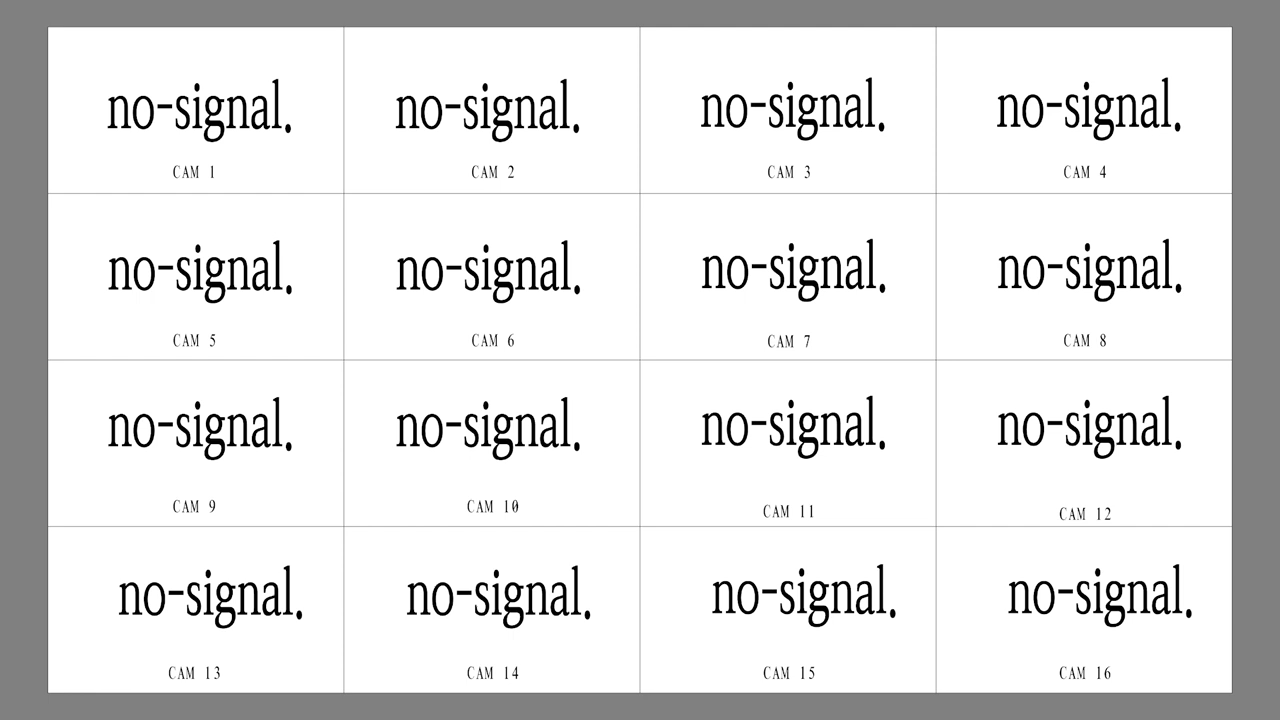 no-signal. no-signal. no-signal. no-signal.
CAM 1 CAM 2 CAM 3 CAM 4
no-signal. no-signal. no-signal. no-signal.
CAM 5 CAM 6 CAM 7 CAM 8
no-signal. no-signal. no-signal. no-signal.
CAM 9 CAM 10 CAM 11 CAM 12
no-signal. no-signal. no-signal. no-signal.
CAM 13 CAM 14 CAM 15 CAM 16